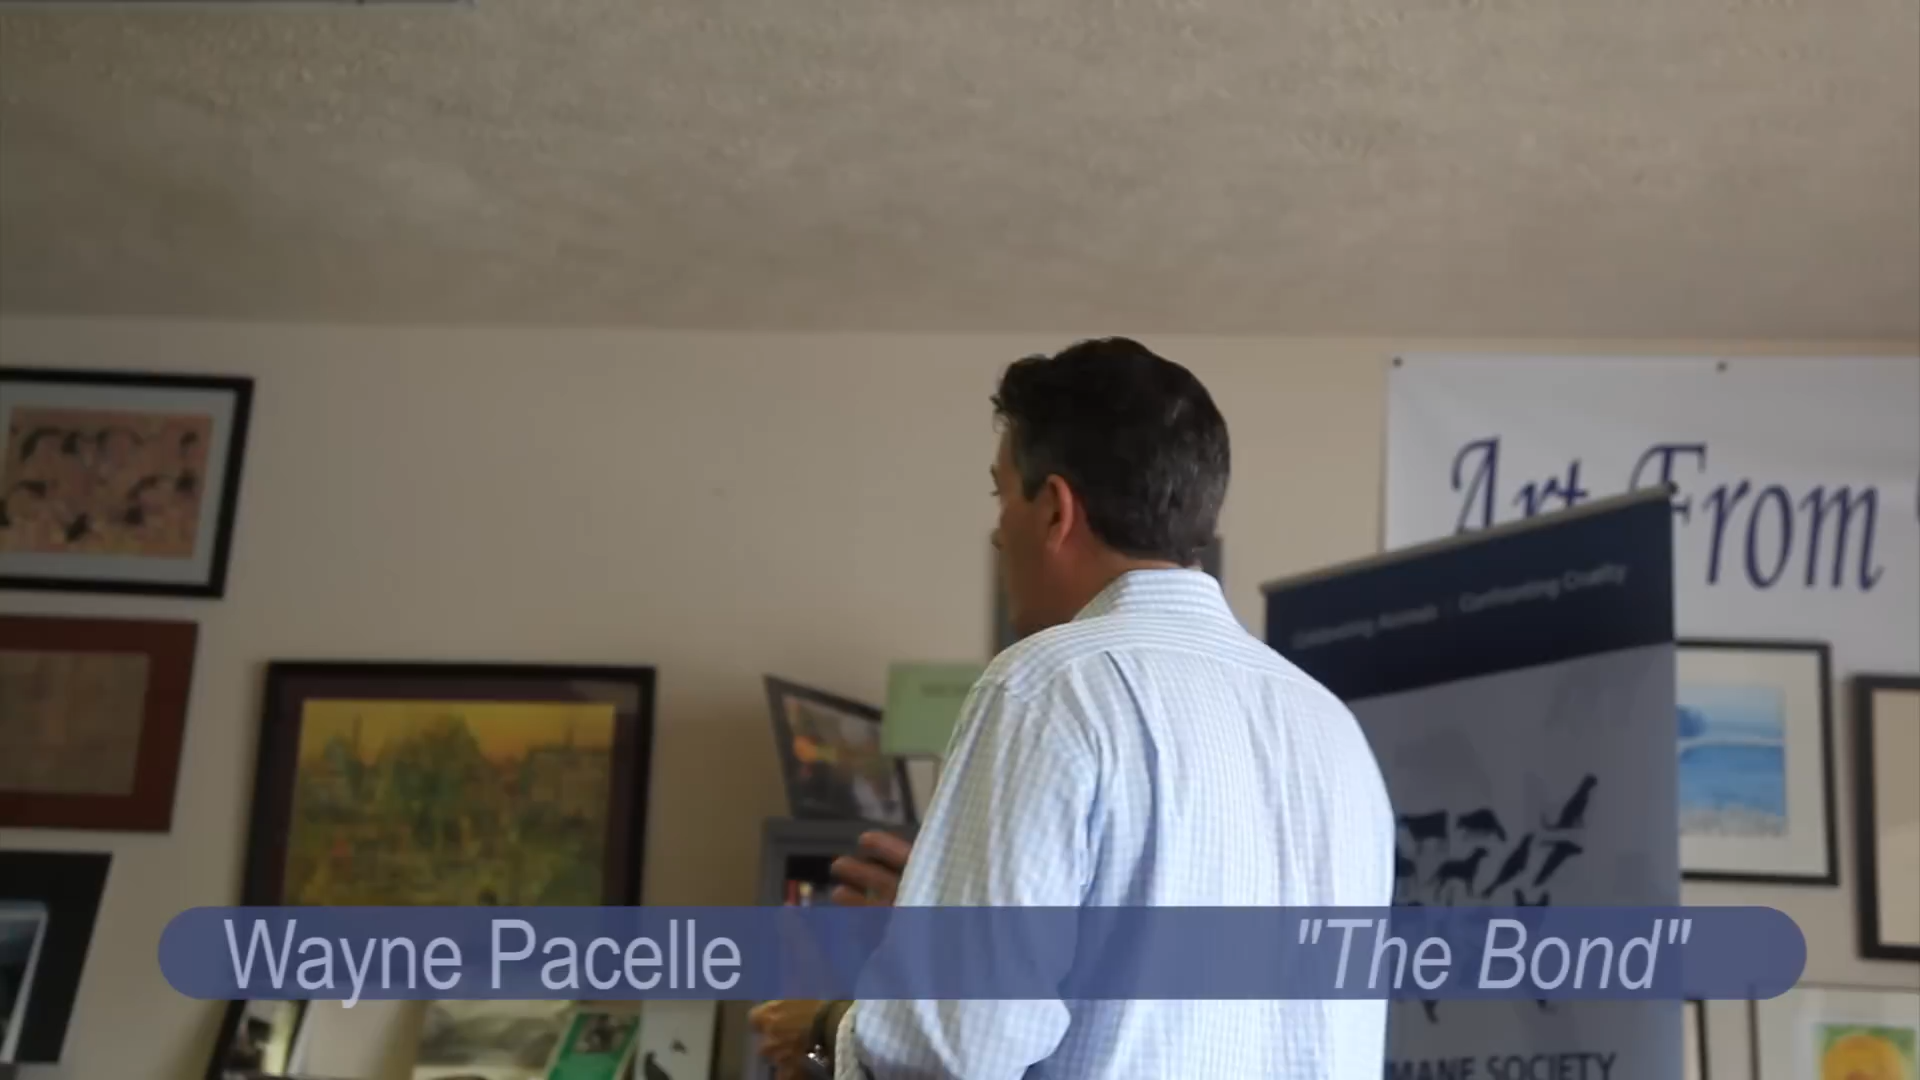 Art From
Celebrating Animals | Confronting Cruelty
MANE SOCIETY
Wayne Pacelle
"The Bond"